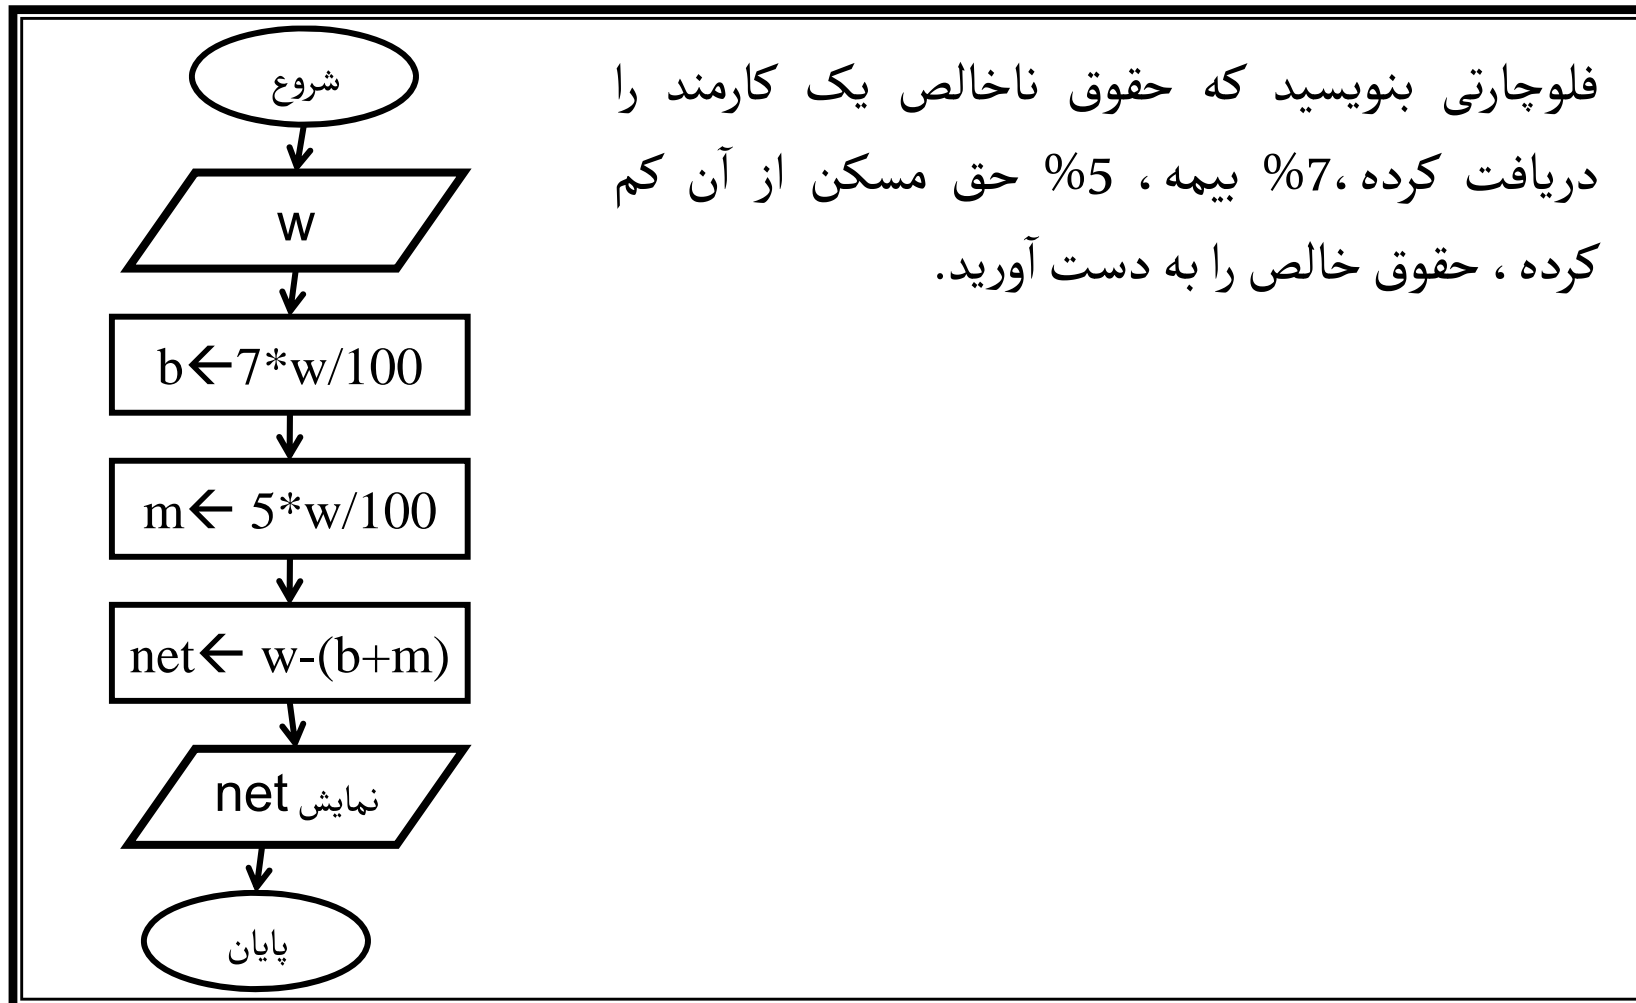 فلوچارتی بنویسید که حقوق ناخالص یک کارمند را
دریافت کرده ،7% بیمه ، 5% حق مسکن از آن کم
کرده ، حقوق خالص را به دست آورید.
شروع
w
b←7*w/100
m← 5*w/100
net← w-(b+m)
نمایش net
پایان